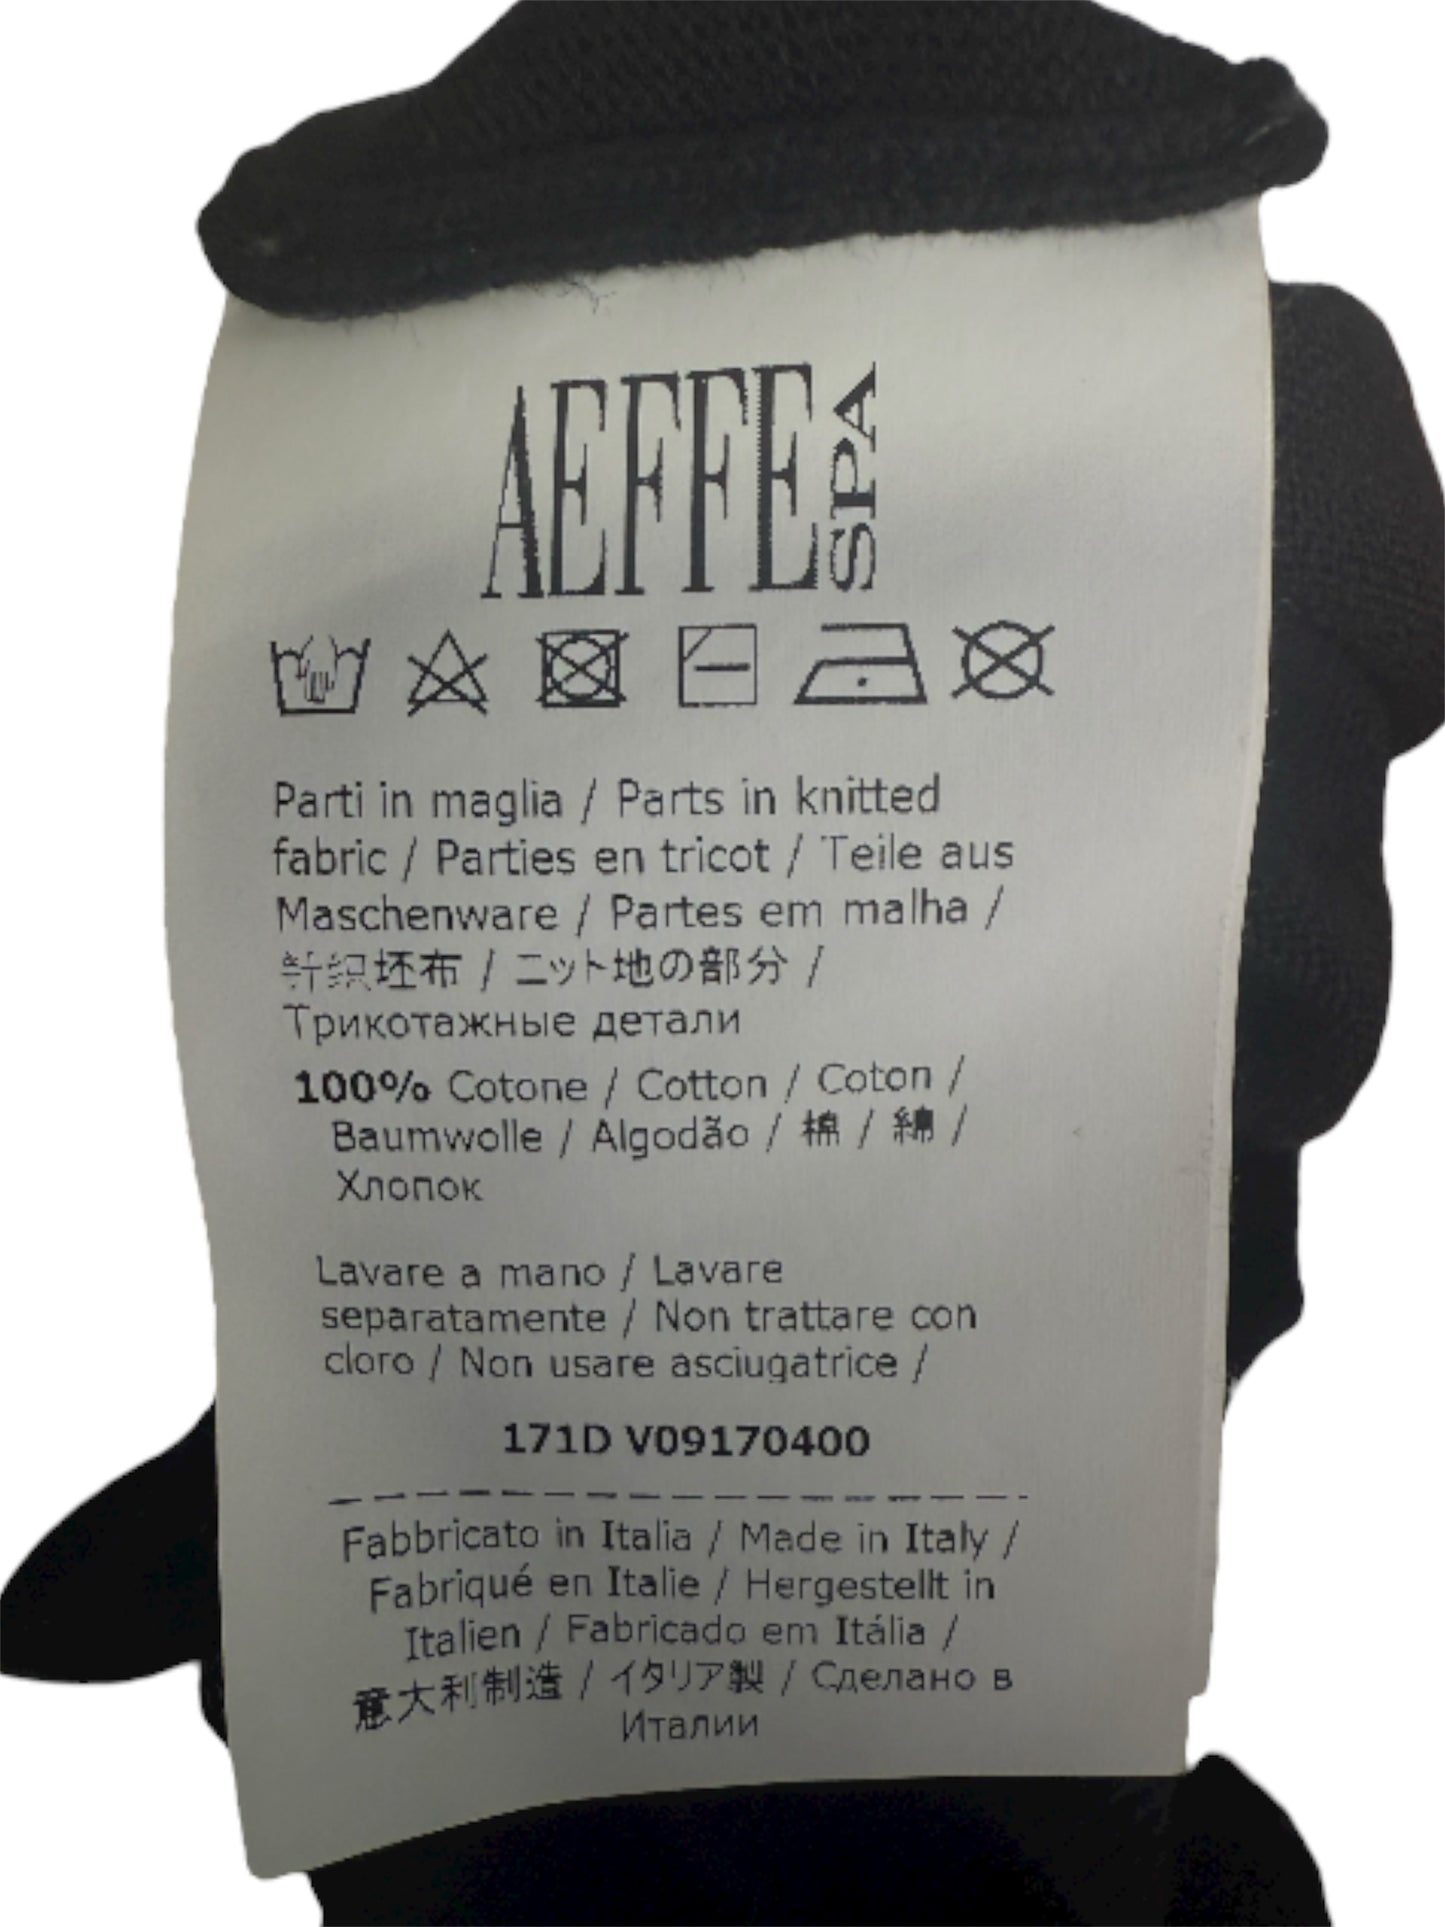 AEFFE SPA
Parti in maglia / Parts in knitted
fabric / Parties en tricot / Teile aus
Maschenware / Partes em malha /
针织坯布 / ニット地の部分 /
Трикотажные детали
100% Cotone / Cotton / Coton /
Baumwolle / Algodão / 棉 / 綿 /
Хлопок
Lavare a mano / Lavare
separatamente / Non trattare con
cloro / Non usare asciugatrice /
171D V09170400
Fabbricato in Italia / Made in Italy /
Fabriqué en Italie / Hergestellt in
Italien / Fabricado em Itália /
意大利制造 / イタリア製 / Сделано в
Италии